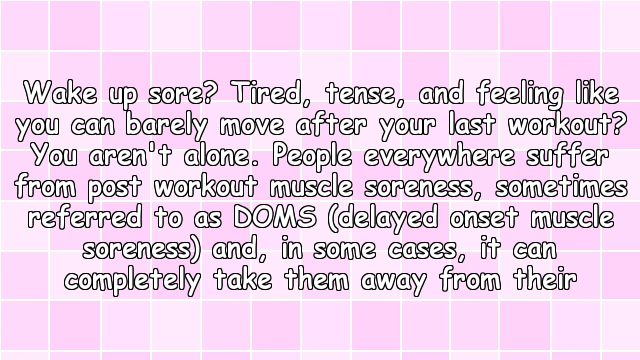 Wake up sore? Tired, tense, and feeling like
you can barely move after your last workout?
You aren't alone. People everywhere suffer
from post workout muscle soreness, sometimes
referred to as DOMS (delayed onset muscle
soreness) and, in some cases, it can
completely take them away from their